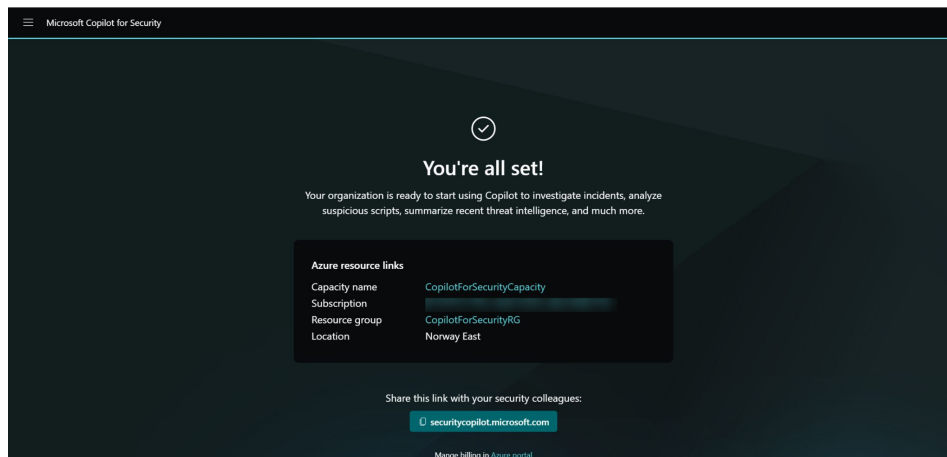 Microsoft Copilot for Security
You're all set!
Your organization is ready to start using Copilot to investigate incidents, analyze
suspicious scripts, summarize recent threat intelligence, and much more.
Azure resource links
Capacity name CopilotForSecurityCapacity
Subscription
Resource group CopilotForSecurityRG
Location Norway East
Share this link with your security colleagues:
securitycopilot.microsoft.com
Mange billing in Azure portal